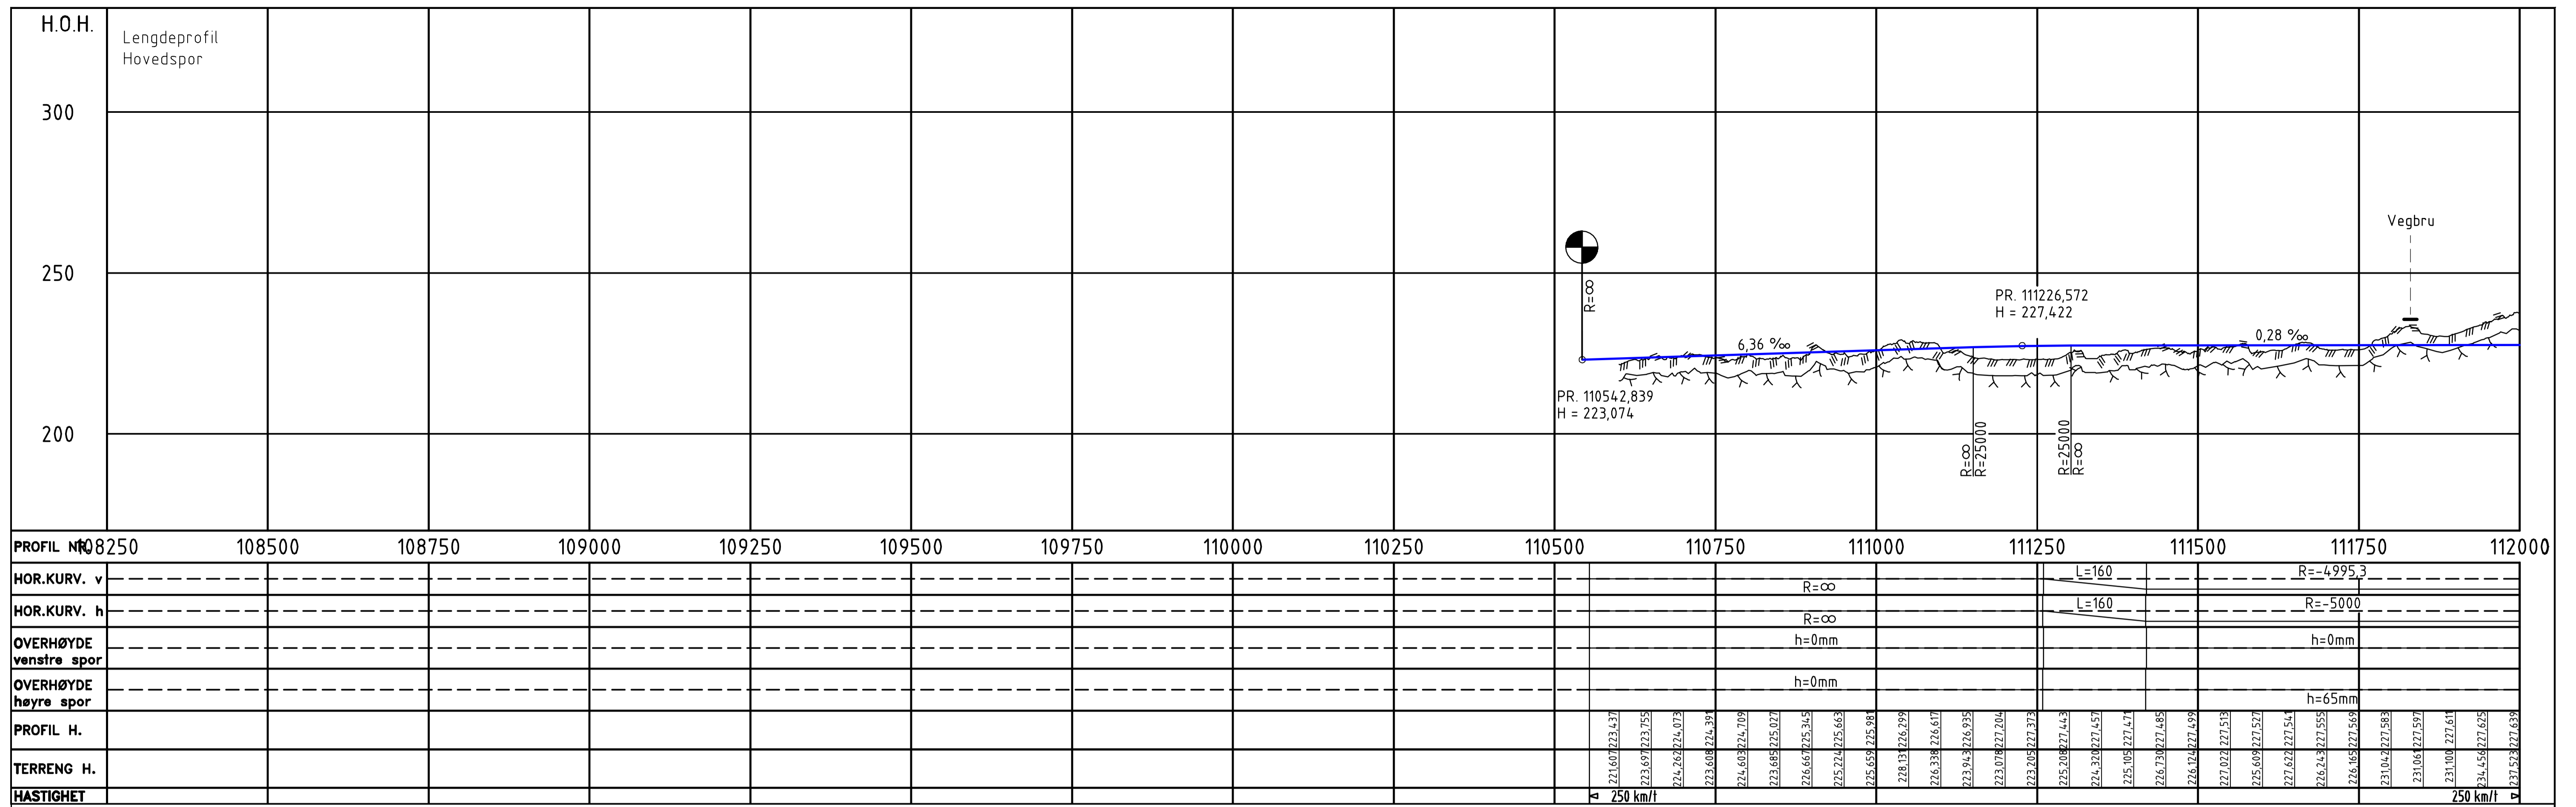 H.O.H.
Lengdeprofil
Hovedspor
300
250
200
Vegbru
R=∞
PR. 111226,572
H = 227,422
6,36 ‰
0,28 ‰
PR. 110542,839
H = 223,074
R=∞
R=25000
R=25000
R=∞
PROFIL NR. 108250 108500 108750 109000 109250 109500 109750 110000 110250 110500 110750 111000 111250 111500 111750 112000
HOR.KURV. v
L=160 R=-4995,3
R=∞
HOR.KURV. h
L=160 R=-5000
R=∞
OVERHØYDE
venstre spor
h=0mm h=0mm
OVERHØYDE
høyre spor
h=0mm
h=65mm
PROFIL H.
223,437 223,755 224,073 224,391 224,709 225,027 225,345 225,663 225,981 226,299 226,617 226,935 227,204 227,373 227,443 227,457 227,471 227,485 227,499 227,513 227,527 227,541 227,555 227,569 227,583 227,597 227,611 227,625 227,639
TERRENG H.
221,607 223,697 224,262 223,608 224,603 223,685 226,667 225,224 225,659 228,131 226,338 223,943 223,078 223,205 225,208 224,320 225,105 226,730 226,124 227,022 225,609 227,622 226,243 226,165 231,042 231,061 231,100 234,456 237,523
HASTIGHET
250 km/t 250 km/t